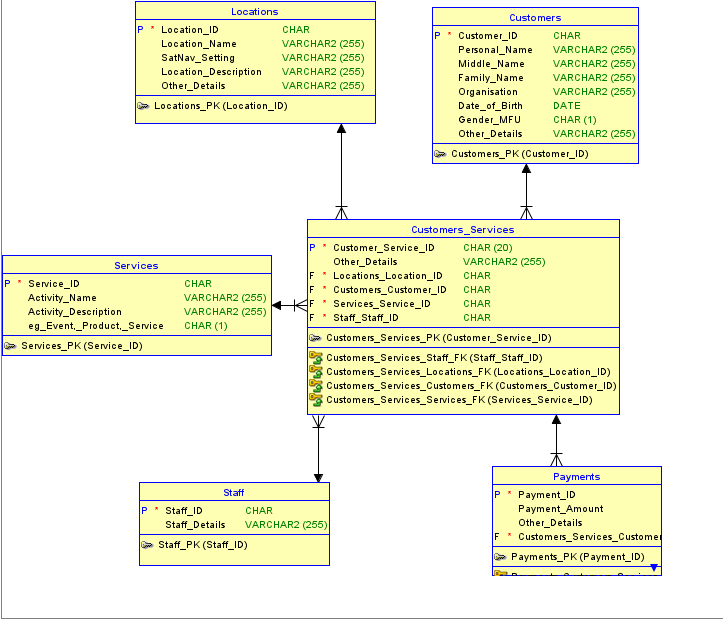 Locations
P * Location_ID CHAR
Location_Name VARCHAR2 (255)
SatNav_Setting VARCHAR2 (255)
Location_Description VARCHAR2 (255)
Other_Details VARCHAR2 (255)
Locations_PK (Location_ID)
Customers
P * Customer_ID CHAR
Personal_Name VARCHAR2 (255)
Middle_Name VARCHAR2 (255)
Family_Name VARCHAR2 (255)
Organisation VARCHAR2 (255)
Date_of_Birth DATE
Gender_MFU CHAR (1)
Other_Details VARCHAR2 (255)
Customers_PK (Customer_ID)
Services
P * Service_ID CHAR
Activity_Name VARCHAR2 (255)
Activity_Description VARCHAR2 (255)
eg_Event,_Product,_Service CHAR (1)
Services_PK (Service_ID)
Customers_Services
P * Customer_Service_ID CHAR (20)
Other_Details VARCHAR2 (255)
F * Locations_Location_ID CHAR
F * Customers_Customer_ID CHAR
F * Services_Service_ID CHAR
F * Staff_Staff_ID CHAR
Customers_Services_PK (Customer_Service_ID)
Customers_Services_Staff_FK (Staff_Staff_ID)
Customers_Services_Locations_FK (Locations_Location_ID)
Customers_Services_Customers_FK (Customers_Customer_ID)
Customers_Services_Services_FK (Services_Service_ID)
Staff
P * Staff_ID CHAR
Staff_Details VARCHAR2 (255)
Staff_PK (Staff_ID)
Payments
P * Payment_ID
Payment_Amount
Other_Details
F * Customers_Services_Customer
Payments_PK (Payment_ID)